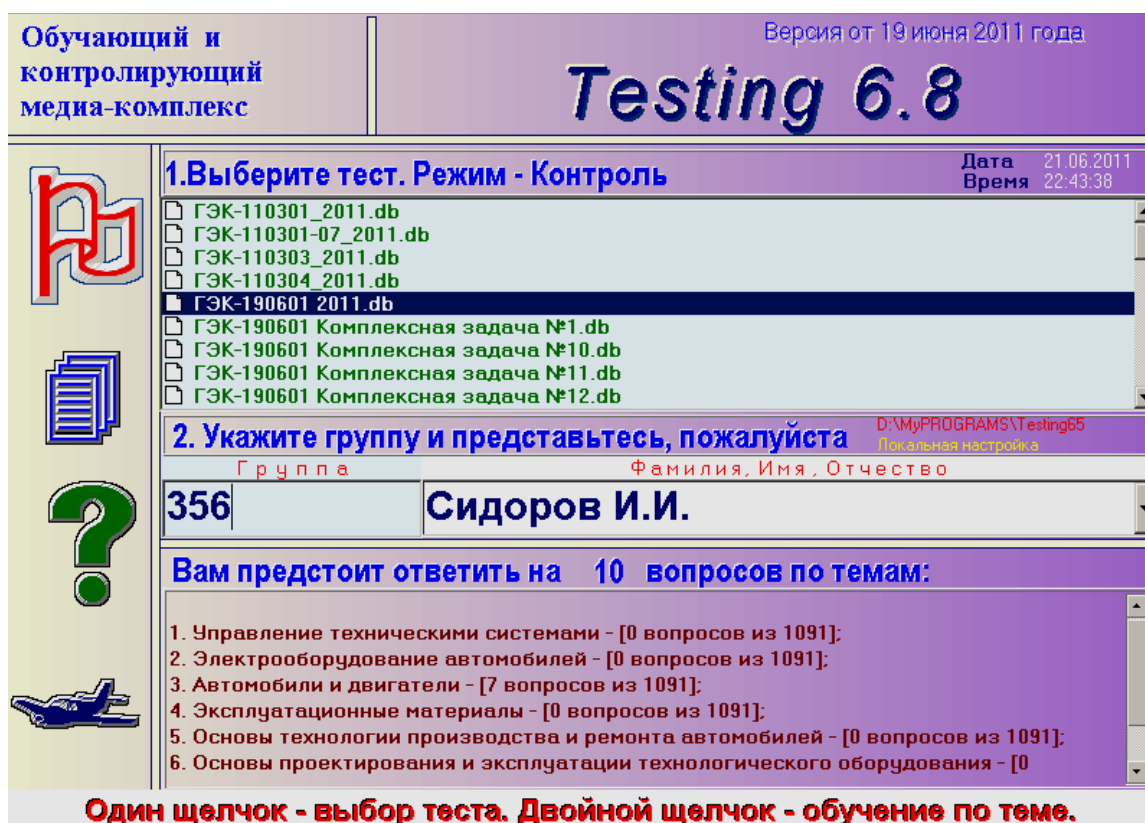 Обучающий и
контролирующий
медиа-комплекс
Версия от 19 июня 2011 года
Testing 6.8
1.Выберите тест. Режим - Контроль
Дата 21.06.2011
Время 22:43:38
ГЭК-110301_2011.db
ГЭК-110301-07_2011.db
ГЭК-110303_2011.db
ГЭК-110304_2011.db
ГЭК-190601 2011.db
ГЭК-190601 Комплексная задача №1.db
ГЭК-190601 Комплексная задача №10.db
ГЭК-190601 Комплексная задача №11.db
ГЭК-190601 Комплексная задача №12.db
2. Укажите группу и представьтесь, пожалуйста
D:\MyPROGRAMS\Testing65
Локальная настройка
Группа Фамилия, Имя, Отчество
356 Сидоров И.И.
Вам предстоит ответить на 10 вопросов по темам:
1. Управление техническими системами - [0 вопросов из 1091];
2. Электрооборудование автомобилей - [0 вопросов из 1091];
3. Автомобили и двигатели - [7 вопросов из 1091];
4. Эксплуатационные материалы - [0 вопросов из 1091];
5. Основы технологии производства и ремонта автомобилей - [0 вопросов из 1091];
6. Основы проектирования и эксплуатации технологического оборудования - [0
Один щелчок - выбор теста. Двойной щелчок - обучение по теме.